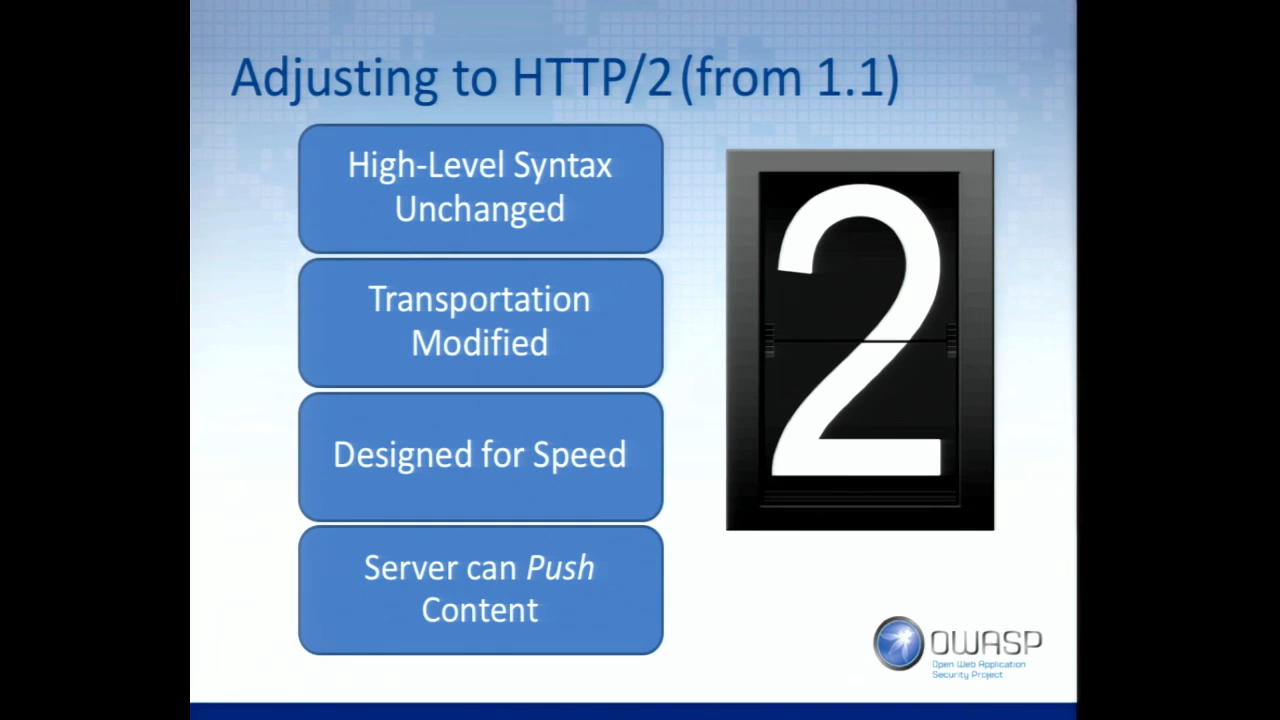 Adjusting to HTTP/2 (from 1.1)
High-Level Syntax
Unchanged
Transportation
Modified
Designed for Speed
Server can Push
Content
2
OWASP
Open Web Application
Security Project